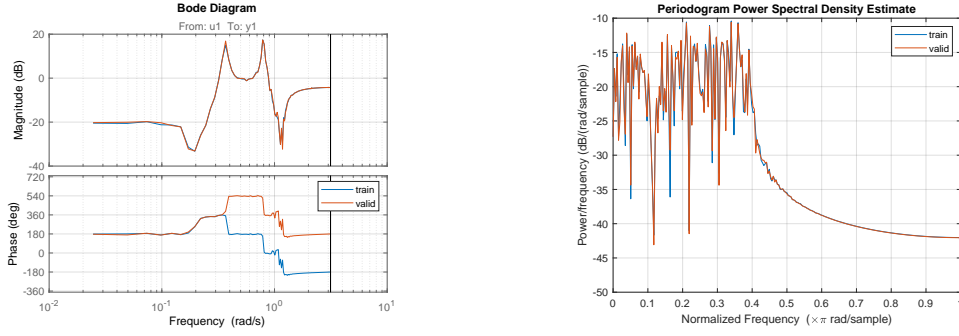 Bode Diagram
From: u1 To: y1
Magnitude (dB)
20
0
-20
-40
Phase (deg)
720
540
360
180
0
-180
-360
train
valid
10-2
10-1
100
101
Frequency (rad/s)
Periodogram Power Spectral Density Estimate
Power/frequency (dB/(rad/sample))
-10
-15
-20
-25
-30
-35
-40
-45
-50
train
valid
0 0.1 0.2 0.3 0.4 0.5 0.6 0.7 0.8 0.9 1
Normalized Frequency (×π rad/sample)